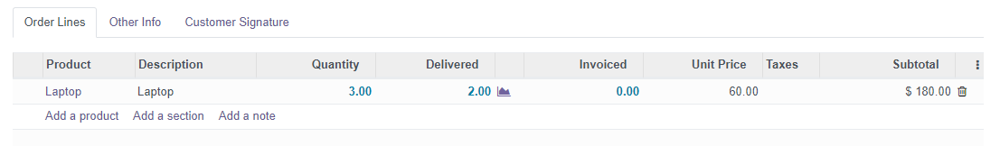 Order Lines Other Info Customer Signature
Product Description Quantity Delivered Invoiced Unit Price Taxes Subtotal
Laptop Laptop 3.00 2.00 0.00 60.00 $ 180.00
Add a product Add a section Add a note